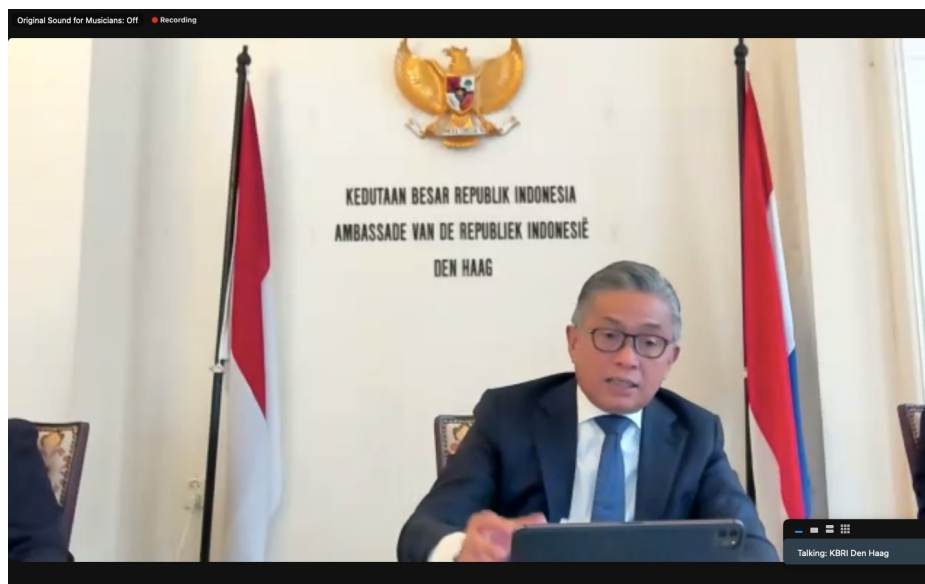 Original Sound for Musicians: Off
Recording
KEDUTAAN BESAR REPUBLIK INDONESIA
AMBASSADE VAN DE REPUBLIEK INDONESIË
DEN HAAG
Talking: KBRI Den Haag